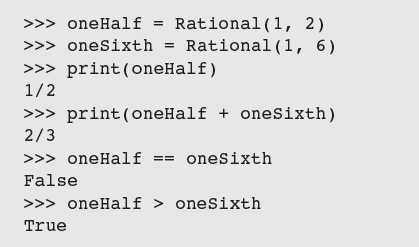 >>> oneHalf = Rational(1, 2)
>>> oneSixth = Rational(1, 6)
>>> print(oneHalf)
1/2
>>> print(oneHalf + oneSixth)
2/3
>>> oneHalf == oneSixth
False
>>> oneHalf > oneSixth
True